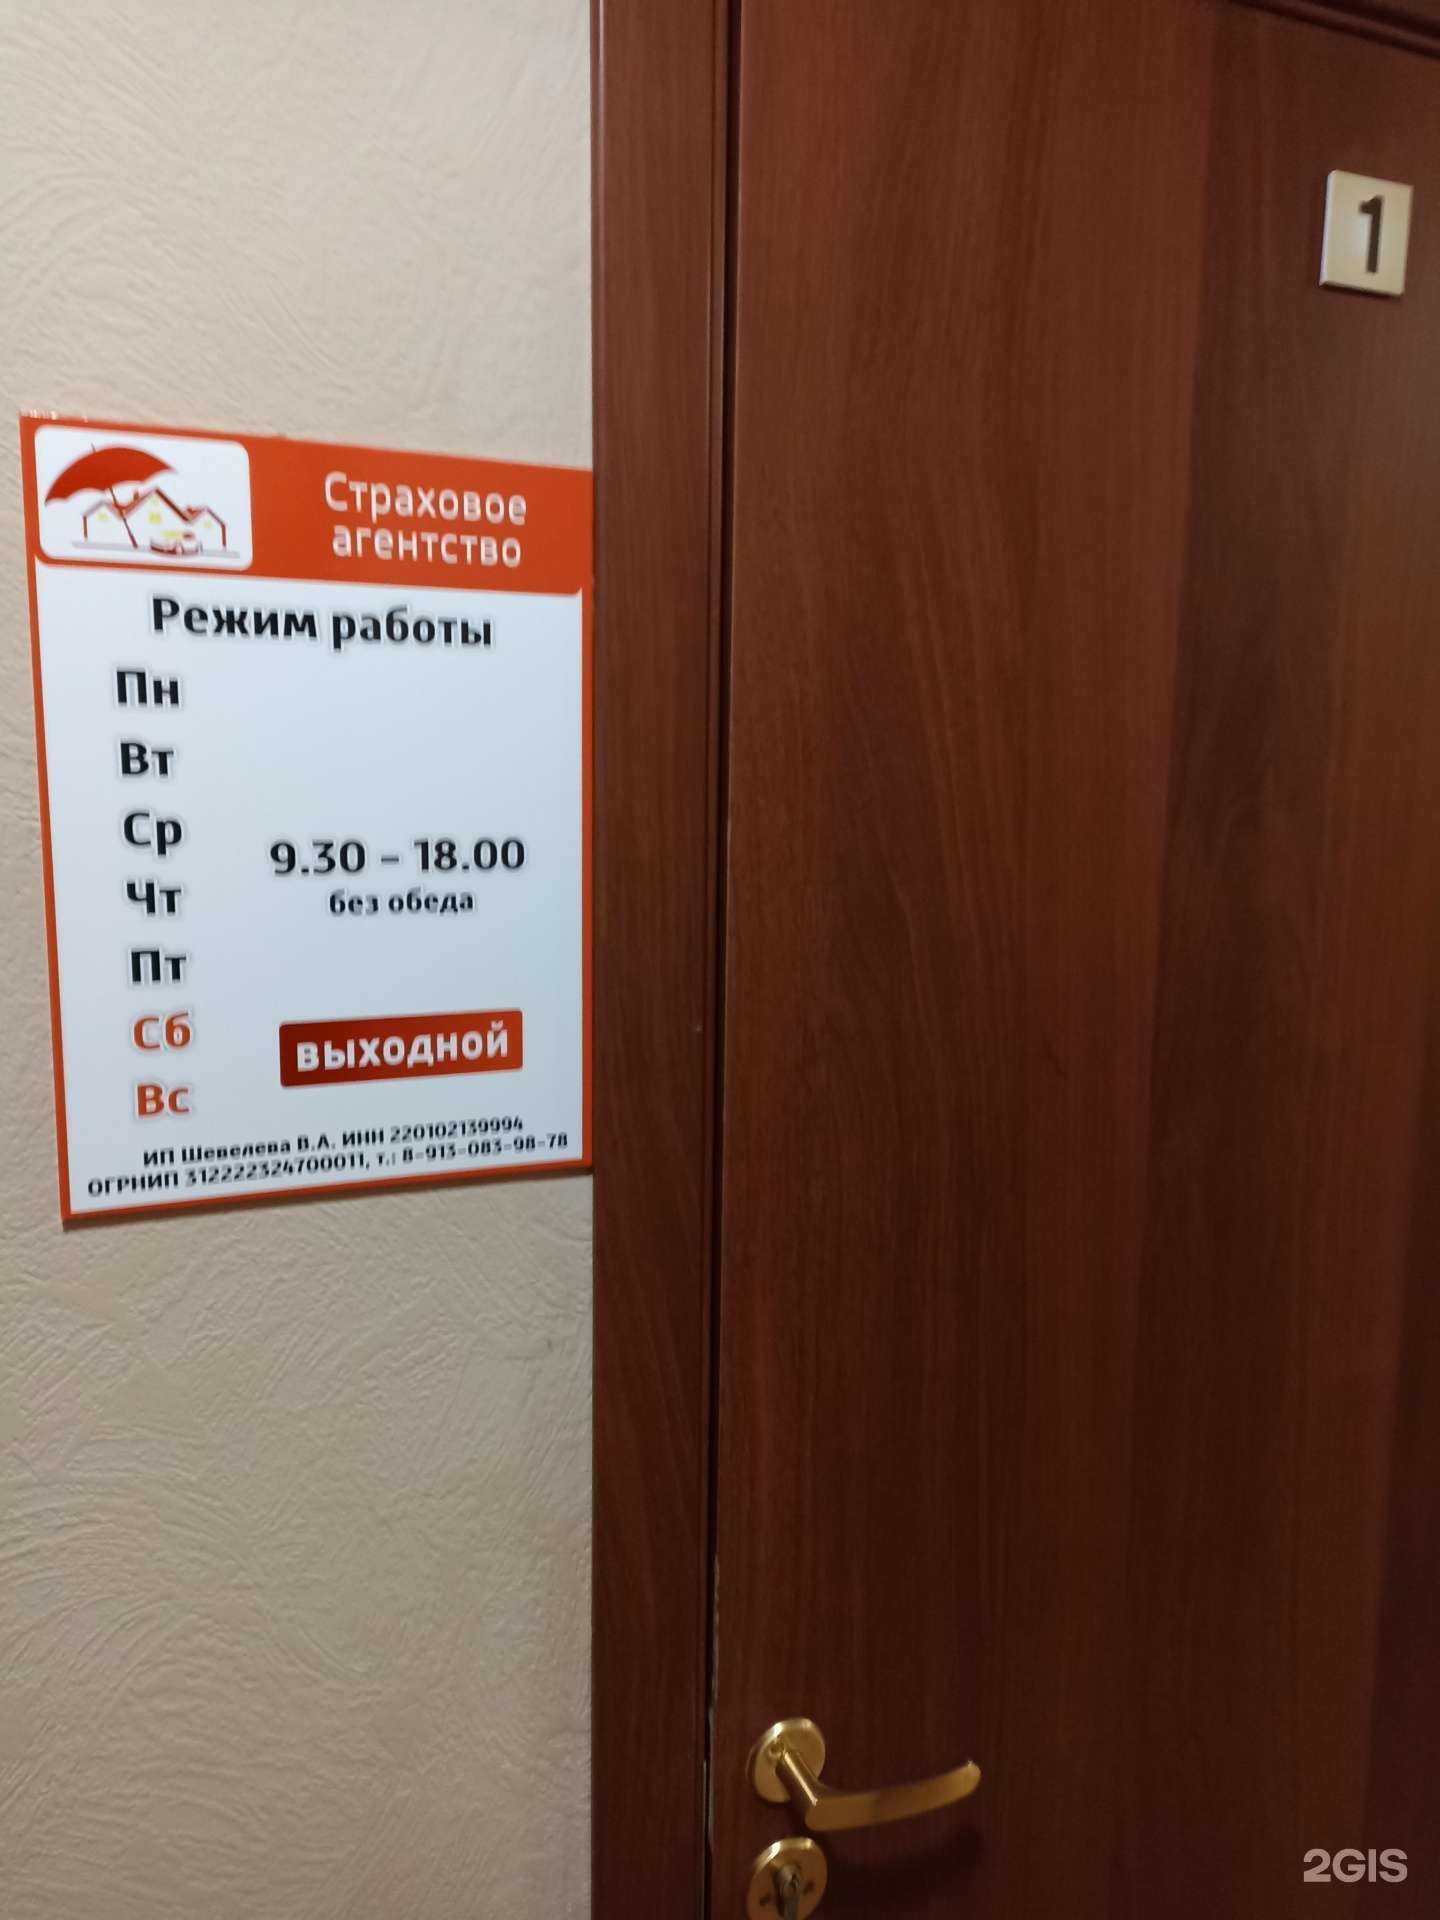 1
Страховое
агентство
Режим работы
Пн
Вт
Ср
9.30 - 18.00
Чт
без обеда
Пт
Сб
выходной
Вс
ИП Шевелева В.А. ИНН 220102139994
ОГРНИП 312222324700011, т.: 8-913-083-98-78
2GIS